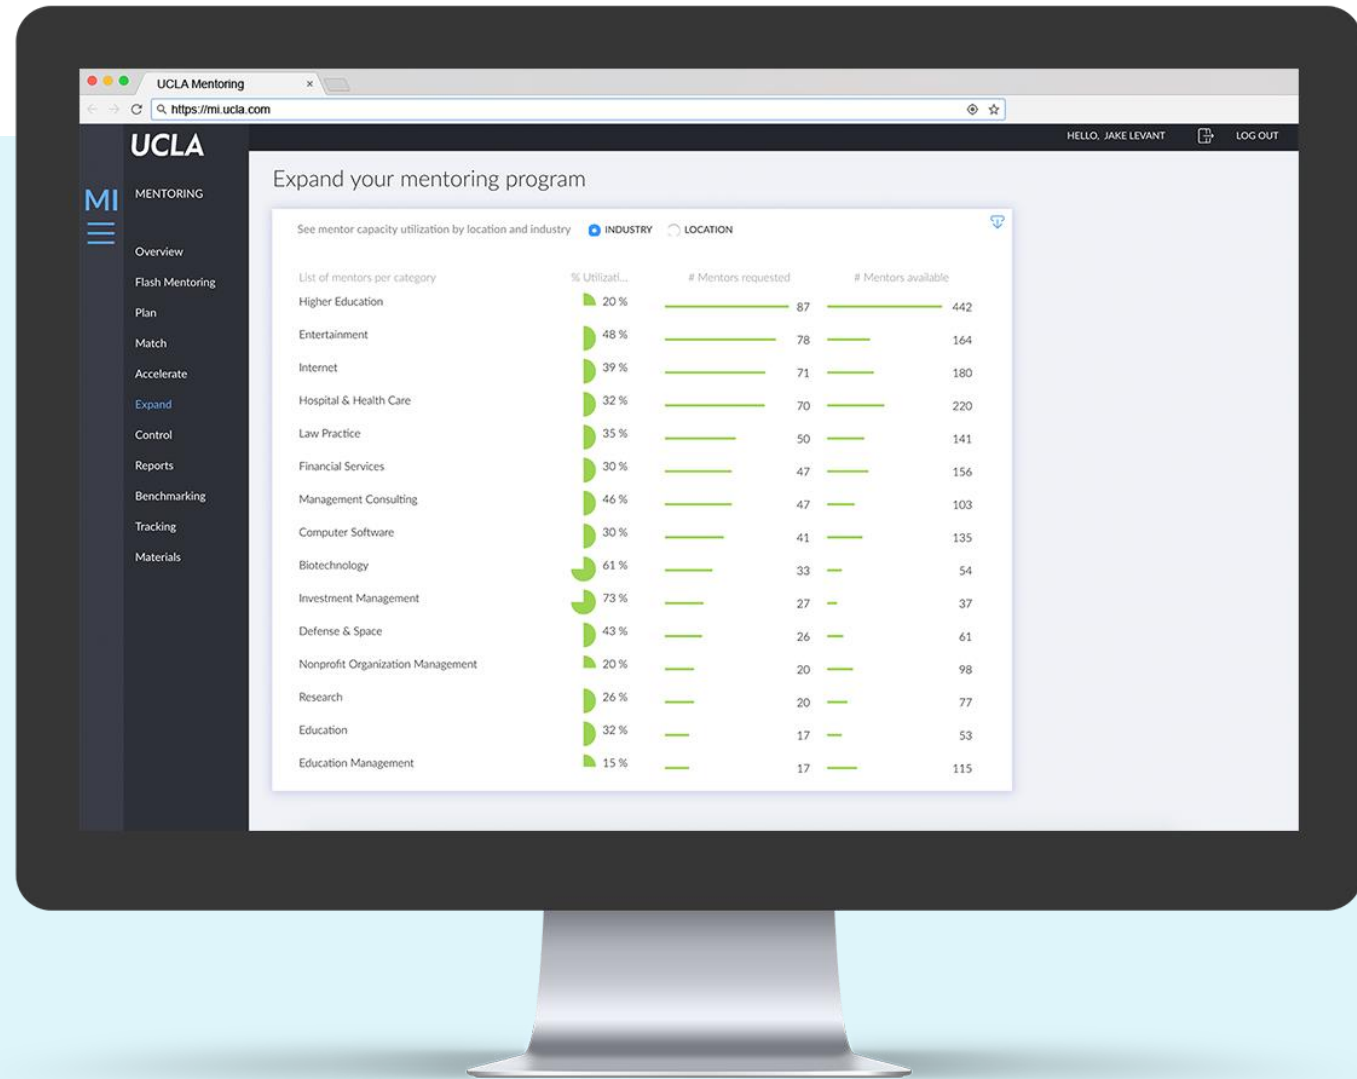 UCLA Mentoring ×
https://mi.ucla.com
UCLA
HELLO, JAKE LEVANT LOG OUT
MI
MENTORING
Overview
Flash Mentoring
Plan
Match
Accelerate
Expand
Control
Reports
Benchmarking
Tracking
Materials
Expand your mentoring program
See mentor capacity utilization by location and industry INDUSTRY LOCATION
List of mentors per category % Utilizati... # Mentors requested # Mentors available
Higher Education 20 % 87 442
Entertainment 48 % 78 164
Internet 39 % 71 180
Hospital & Health Care 32 % 70 220
Law Practice 35 % 50 141
Financial Services 30 % 47 156
Management Consulting 46 % 47 103
Computer Software 30 % 41 135
Biotechnology 61 % 33 54
Investment Management 73 % 27 37
Defense & Space 43 % 26 61
Nonprofit Organization Management 20 % 20 98
Research 26 % 20 77
Education 32 % 17 53
Education Management 15 % 17 115